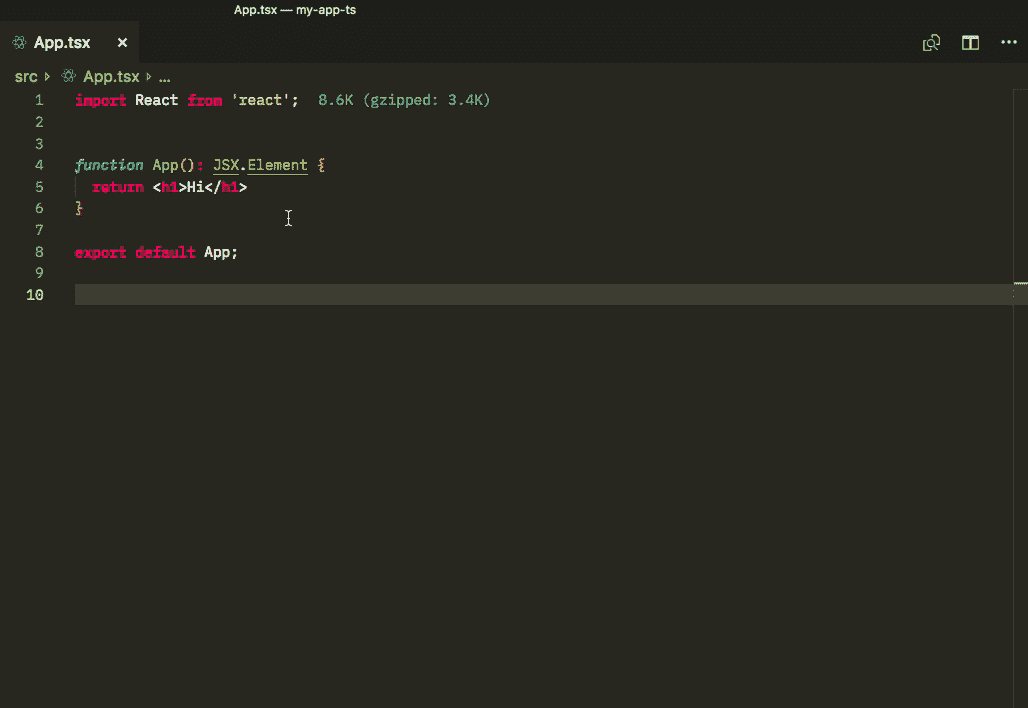 App.tsx — my-app-ts
App.tsx ×
src App.tsx ...
1 import React from 'react'; 8.6K (gzipped: 3.4K)
2
3
4 function App(): JSX.Element {
5 return <h1>Hi</h1>
6 }
7
8 export default App;
9
10